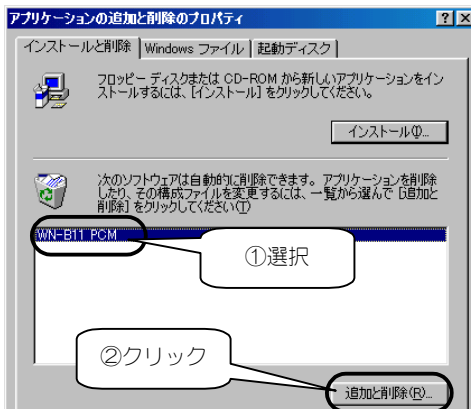 アプリケーションの追加と削除のプロパティ
インストールと削除 Windows ファイル 起動ディスク
フロッピー ディスクまたは CD-ROM から新しいアプリケーションをイン
ストールするには、[インストール] をクリックしてください。
インストール(I)...
次のソフトウェアは自動的に削除できます。アプリケーションを削除
したり、その構成ファイルを変更するには、一覧から選んで [追加と
削除] をクリックしてください(T)
WN-B11 PCM
①選択
②クリック
追加と削除(R)...